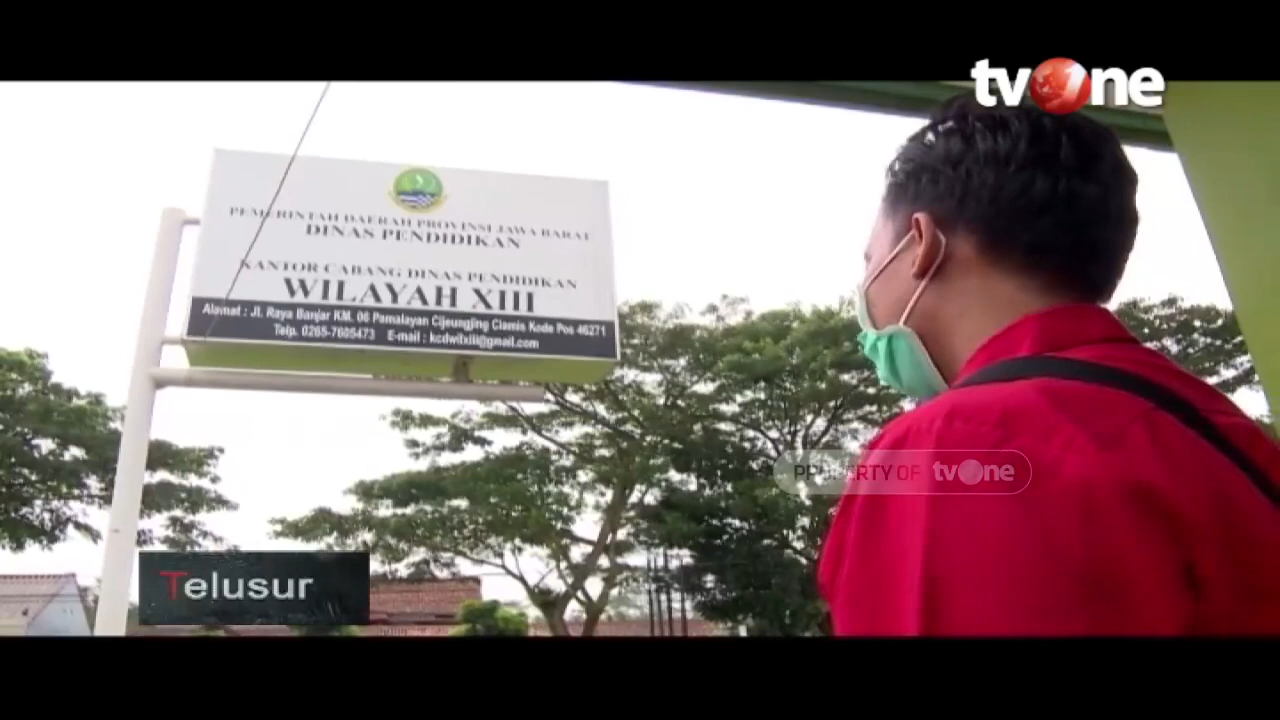 tvOne
PEMERINTAH DAERAH PROVINSI JAWA BARAT
DINAS PENDIDIKAN
KANTOR CABANG DINAS PENDIDIKAN
WILAYAH XIII
Alamat : Jl. Raya Banjar KM. 06 Pamalayan Cijeungjing Ciamis Kode Pos 46271
Telp. 0265-7605473 E-mail : kcdwilxiii@gmail.com
PROPERTY OF tvOne
Telusur